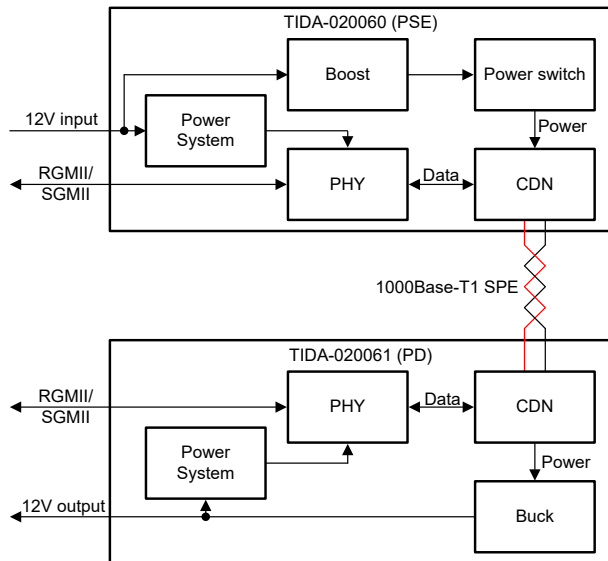 TIDA-020060 (PSE)
Boost
Power switch
12V input
Power
System
Power
RGMII/
SGMII
PHY
Data
CDN
1000Base-T1 SPE
TIDA-020061 (PD)
RGMII/
SGMII
PHY
Data
CDN
Power
System
Power
12V output
Buck